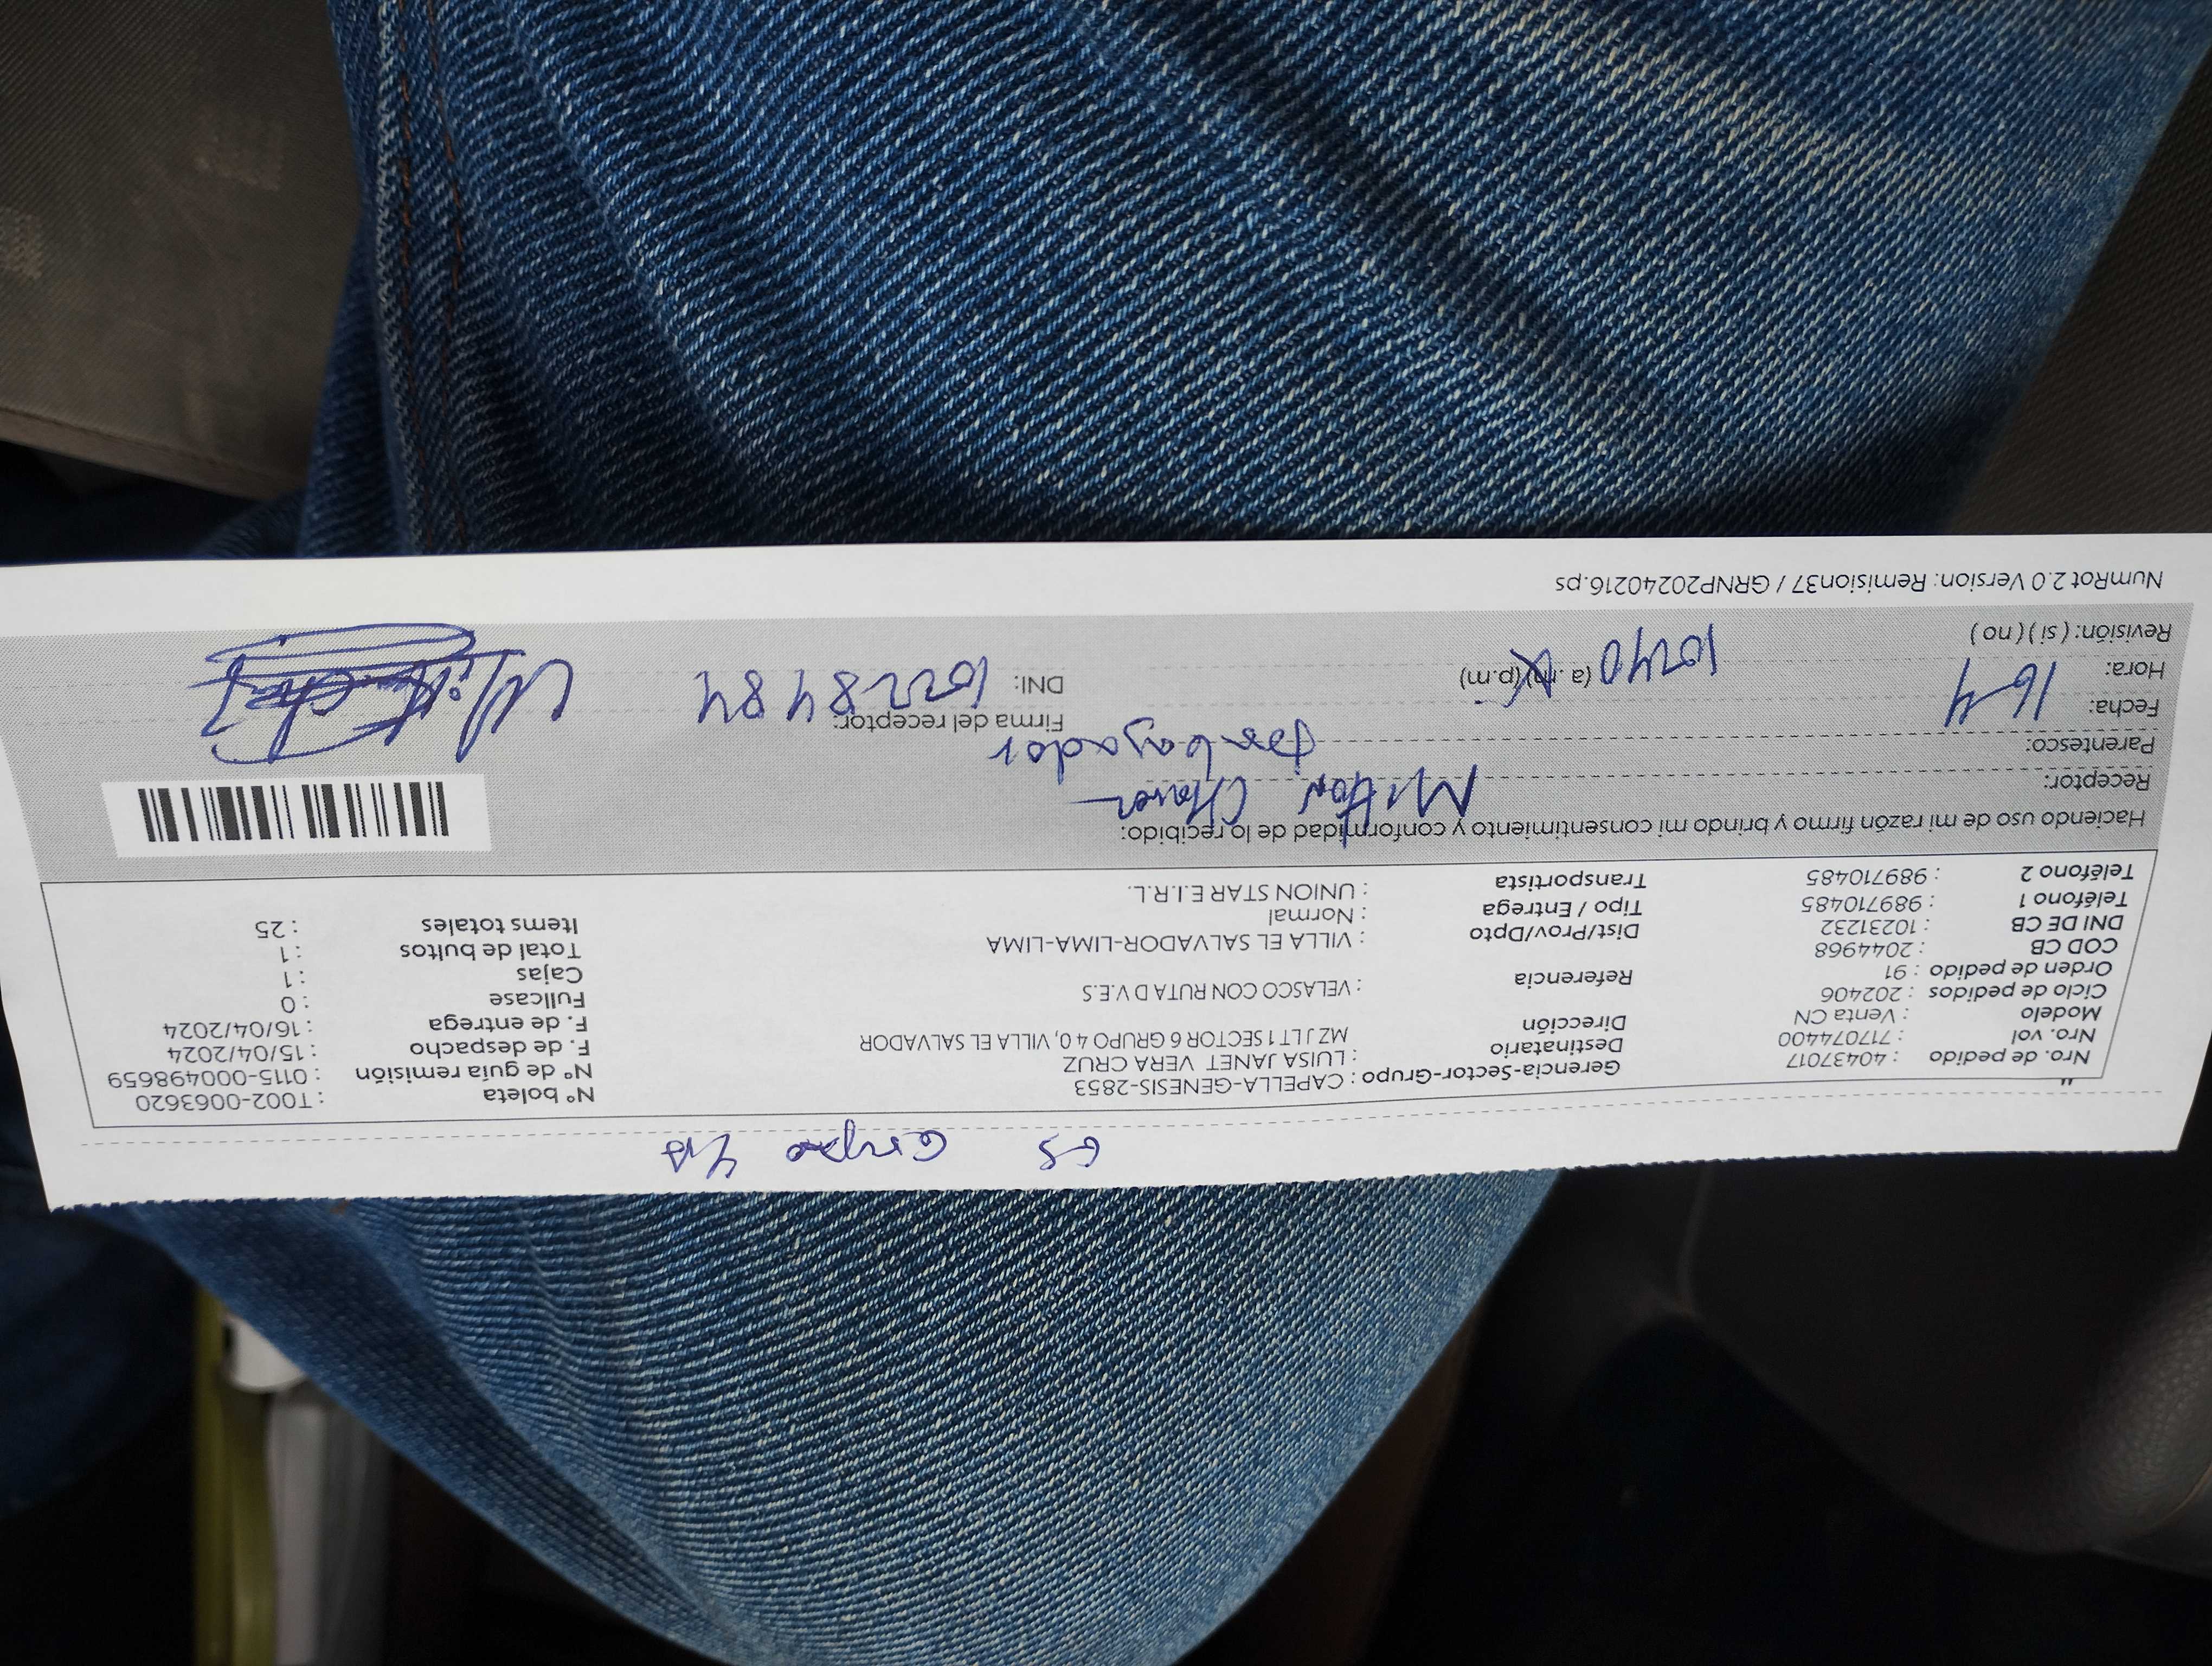 Nro. de pedido : 40437017
Nro. vol : 717074400
Modelo : Venta CN
Ciclo de pedidos : 202406
Orden de pedido : 91
COD CB : 2044968
DNI DE CB : 10231232
Teléfono 1 : 989710485
Teléfono 2 : 989710485
Gerencia-Sector-Grupo : CAPELLA-GENESIS-2853
Destinatario : LUISA JANET VERA CRUZ
Dirección MZ J LT 1 SECTOR 6 GRUPO 4 0, VILLA EL SALVADOR
Referencia : VELASCO CON RUTA D V.E.S
Dist/Prov/Dpto : VILLA EL SALVADOR-LIMA-LIMA
Tipo / Entrega : Normal
Transportista : UNION STAR E.I.R.L.
N° boleta : T002-0063620
N° de guía remisión : 0115-000498659
F. de despacho : 15/04/2024
F. de entrega : 16/04/2024
Fullcase : 0
Cajas : 1
Total de bultos : 1
Items totales : 25
Haciendo uso de mi razón firmo y brindo mi consentimiento y conformidad de lo recibido:
Receptor: Milton Chavez
Parentesco:
Fecha: 16-4
Hora: 10:40 (a.m)(p.m)
Revisión: ( si ) ( no )
Firma del receptor:
DNI: 10228484
NumRot 2.0 Version: Remision37 / GRNP20240216.ps